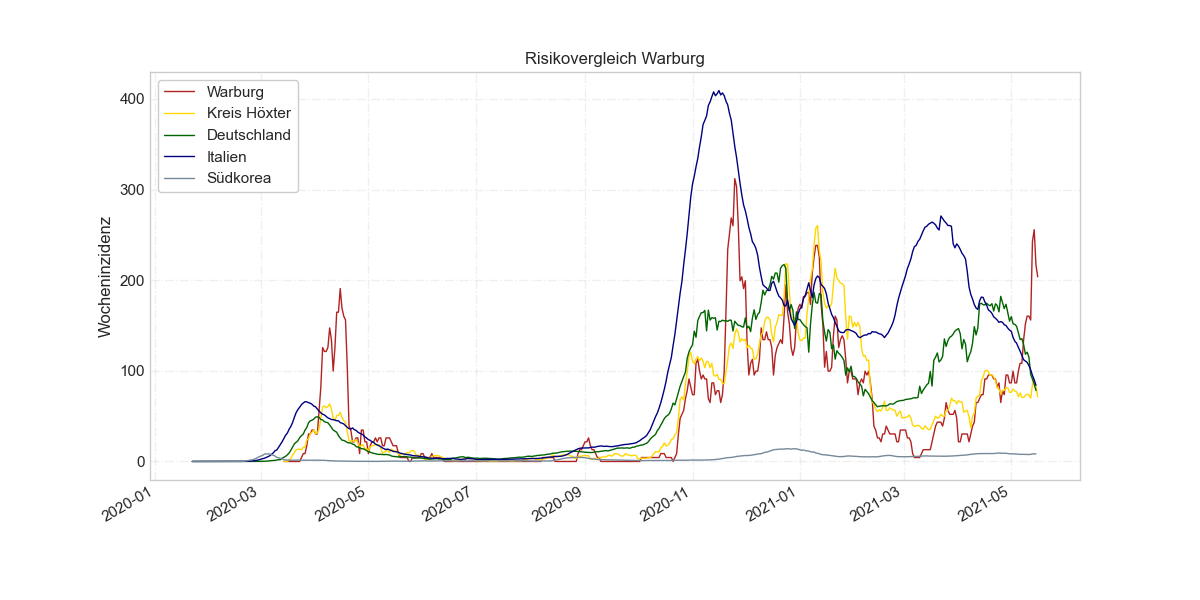 Risikovergleich Warburg
Wocheninzidenz
400
300
200
100
0
Warburg
Kreis Höxter
Deutschland
Italien
Südkorea
2020-01
2020-03
2020-05
2020-07
2020-09
2020-11
2021-01
2021-03
2021-05